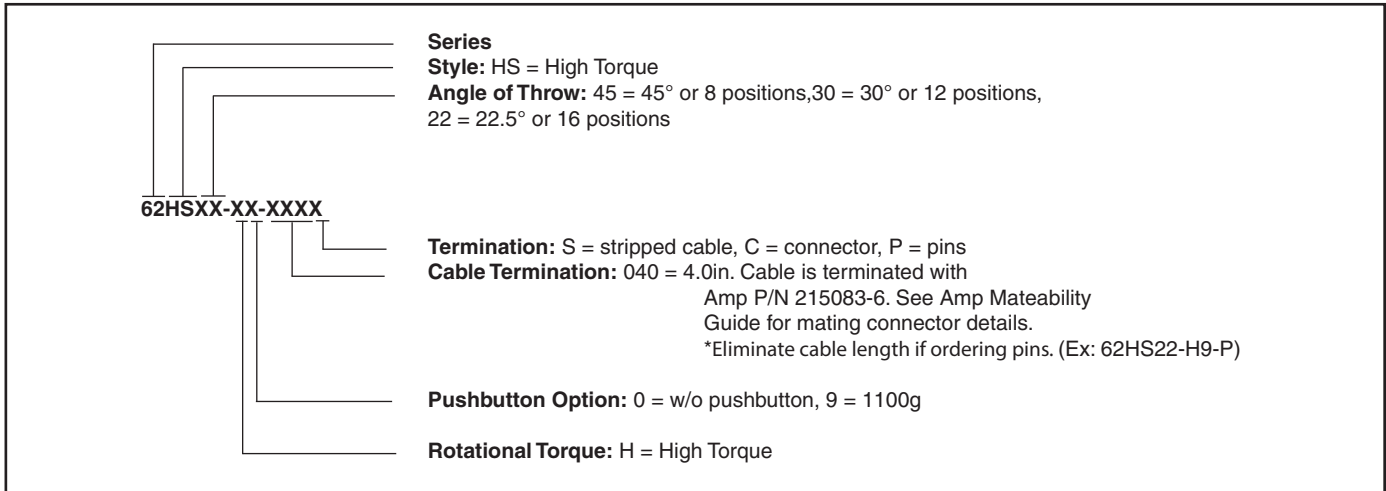 Series
Style: HS = High Torque
Angle of Throw: 45 = 45° or 8 positions,30 = 30° or 12 positions,
22 = 22.5° or 16 positions
62HSXX-XX-XXXX
Termination: S = stripped cable, C = connector, P = pins
Cable Termination: 040 = 4.0in. Cable is terminated with
Amp P/N 215083-6. See Amp Mateability
Guide for mating connector details.
*Eliminate cable length if ordering pins. (Ex: 62HS22-H9-P)
Pushbutton Option: 0 = w/o pushbutton, 9 = 1100g
Rotational Torque: H = High Torque